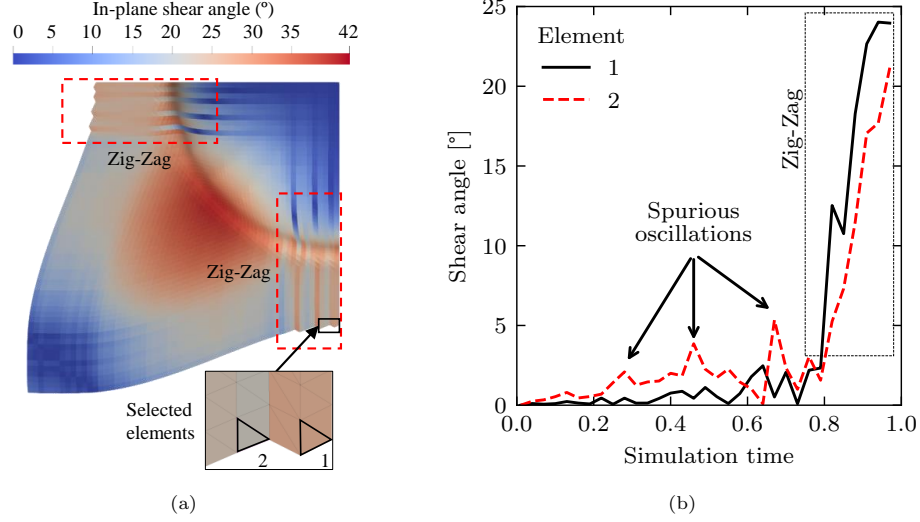 In-plane shear angle (º)
0 5 10 15 20 25 30 35 42
Zig-Zag
Zig-Zag
Selected
elements
2 1
(a)
25
20
15
10
5
0
Shear angle [°]
Element
1
2
Spurious
oscillations
Zig-Zag
0.0 0.2 0.4 0.6 0.8 1.0
Simulation time
(b)